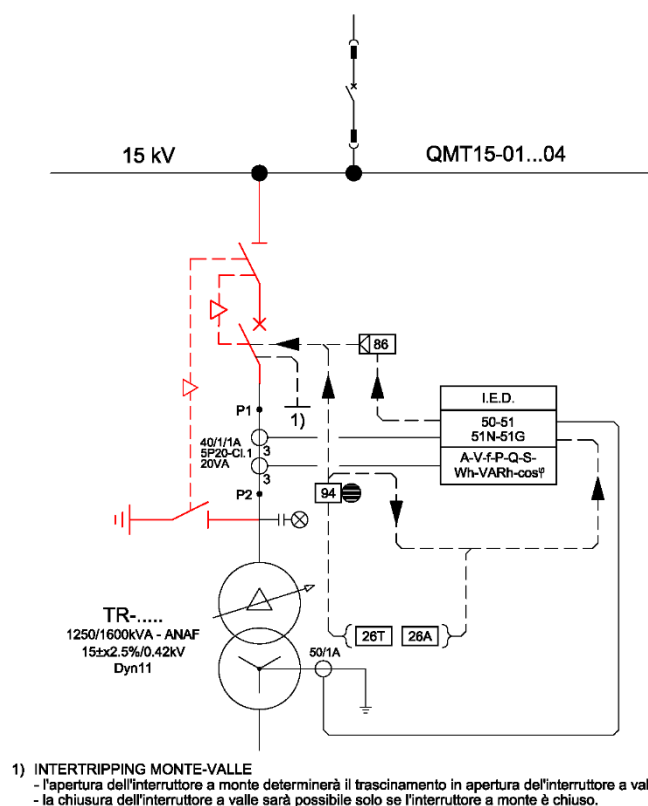 15 kV
QMT15-01...04
86
I.E.D.
50-51
51N-51G
A-V-f-P-Q-S-
Wh-VARh-cosφ
P1
1)
40/1/1A
5P20-Cl.1
20VA
3
3
P2
94
26T
26A
TR-.....
1250/1600kVA - ANAF
15±x2.5%/0.42kV
Dyn11
50/1A
1) INTERTRIPPING MONTE-VALLE
- l'apertura dell'interruttore a monte determinerà il trascinamento in apertura del'interruttore a val
- la chiusura dell'interruttore a valle sarà possibile solo se l'interruttore a monte è chiuso.